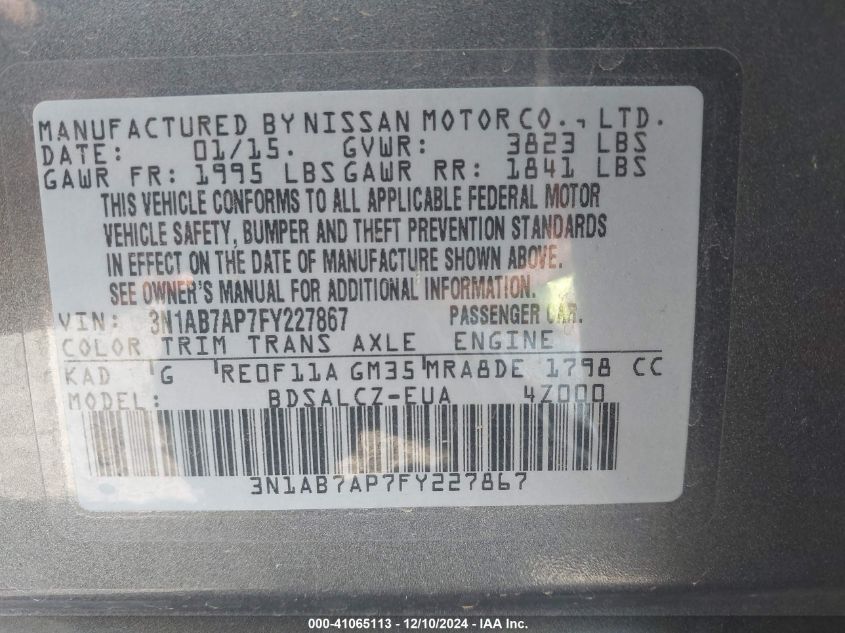 MANUFACTURED BY NISSAN MOTOR CO., LTD.
DATE: 01/15. GVWR: 3823 LBS
GAWR FR: 1995 LBS GAWR RR: 1841 LBS
THIS VEHICLE CONFORMS TO ALL APPLICABLE FEDERAL MOTOR
VEHICLE SAFETY, BUMPER AND THEFT PREVENTION STANDARDS
IN EFFECT ON THE DATE OF MANUFACTURE SHOWN ABOVE.
SEE OWNER'S MANUAL FOR ADDITIONAL INFORMATION.
VIN: 3N1AB7AP7FY227867 PASSENGER CAR.
COLOR TRIM TRANS AXLE ENGINE
KAD G RE0F11A GM35 MRA8DE 1798 CC
MODEL: BDSALCZ-EUA 4Z000
3N1AB7AP7FY227867
000-41065113 - 12/10/2024 - IAA Inc.